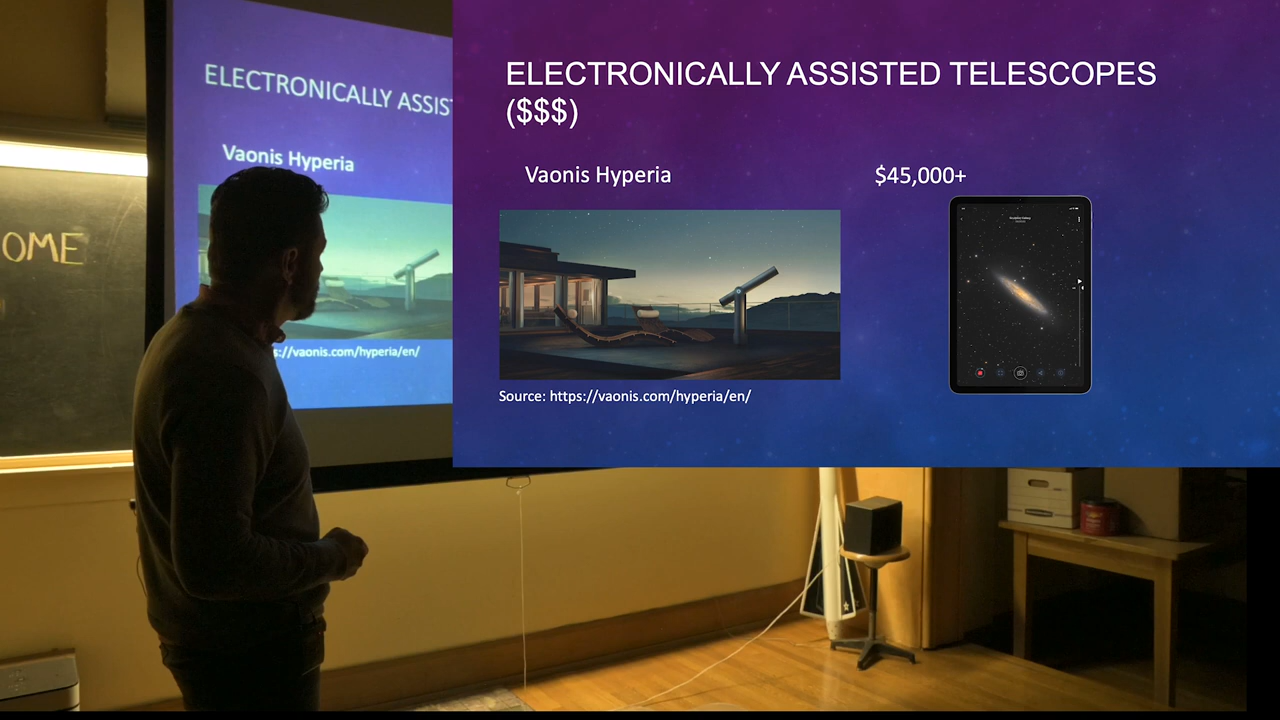 OME
ELECTRONICALLY ASSIS
Vaonis Hyperia
s://vaonis.com/hyperia/en/
ELECTRONICALLY ASSISTED TELESCOPES
($$$)
Vaonis Hyperia
$45,000+
Source: https://vaonis.com/hyperia/en/